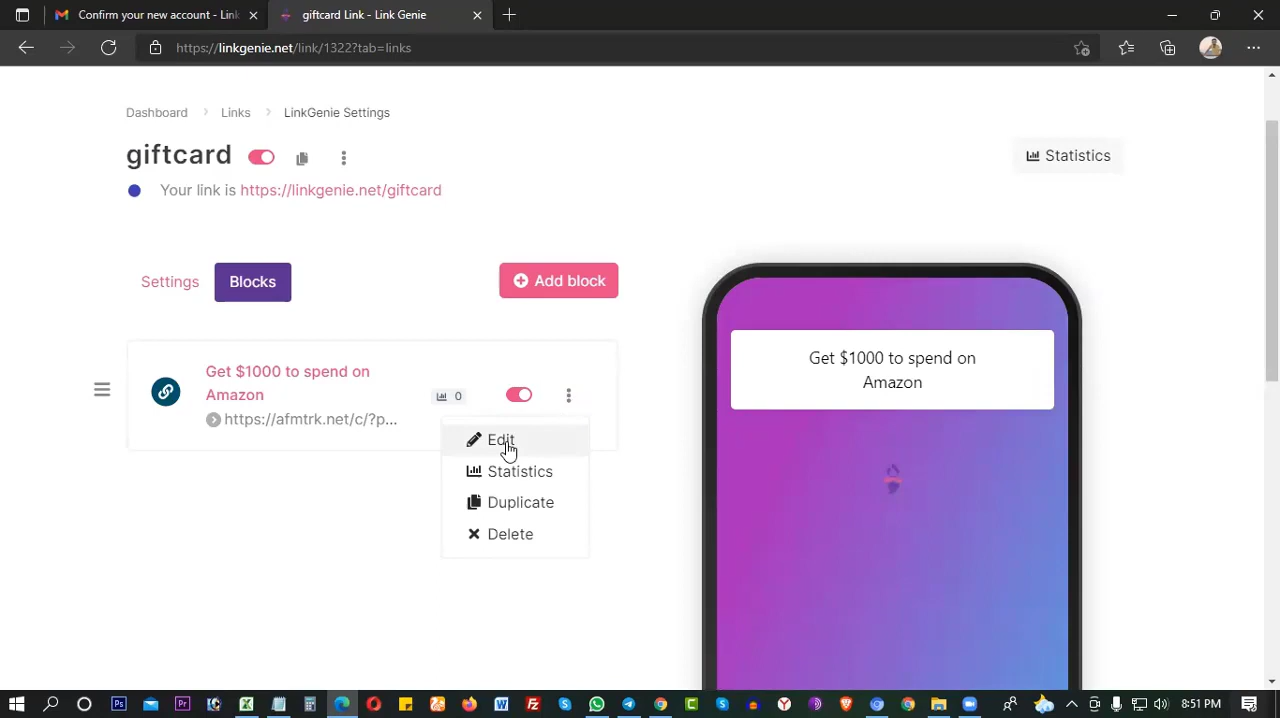 Confirm your new account - Link
giftcard Link - Link Genie
https://linkgenie.net/link/1322?tab=links
Dashboard > Links > LinkGenie Settings
giftcard
Statistics
Your link is https://linkgenie.net/giftcard
Settings
Blocks
Add block
Get $1000 to spend on
Amazon
https://afmtrk.net/c/?p...
0
Edit
Statistics
Duplicate
Delete
Get $1000 to spend on
Amazon
8:51 PM